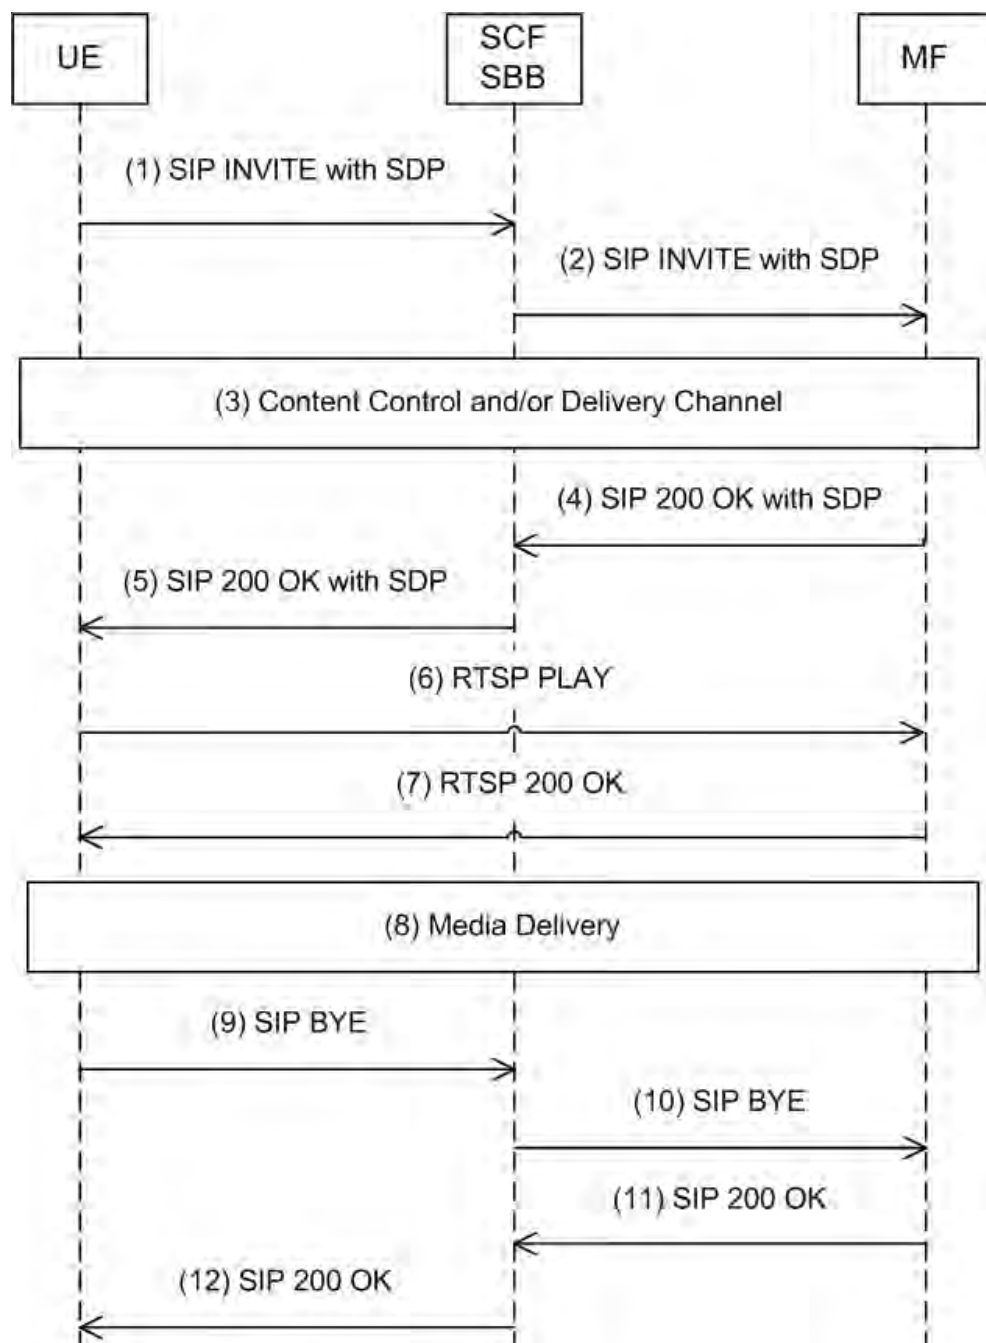 UE
SCF
SBB
MF
(1) SIP INVITE with SDP
(2) SIP INVITE with SDP
(3) Content Control and/or Delivery Channel
(4) SIP 200 OK with SDP
(5) SIP 200 OK with SDP
(6) RTSP PLAY
(7) RTSP 200 OK
(8) Media Delivery
(9) SIP BYE
(10) SIP BYE
(11) SIP 200 OK
(12) SIP 200 OK